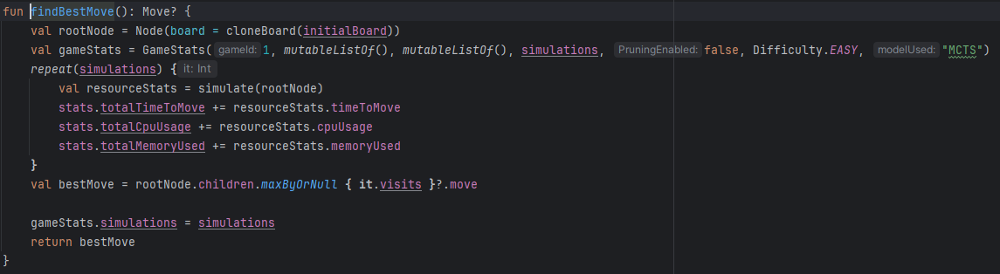 fun findBestMove(): Move? {
    val rootNode = Node(board = cloneBoard(initialBoard))
    val gameStats = GameStats( gameId: 1, mutableListOf(), mutableListOf(), simulations, PruningEnabled: false, Difficulty.EASY, modelUsed: "MCTS")
    repeat(simulations) { it: Int
        val resourceStats = simulate(rootNode)
        stats.totalTimeToMove += resourceStats.timeToMove
        stats.totalCpuUsage += resourceStats.cpuUsage
        stats.totalMemoryUsed += resourceStats.memoryUsed
    }
    val bestMove = rootNode.children.maxByOrNull { it.visits }?.move
    gameStats.simulations = simulations
    return bestMove
}